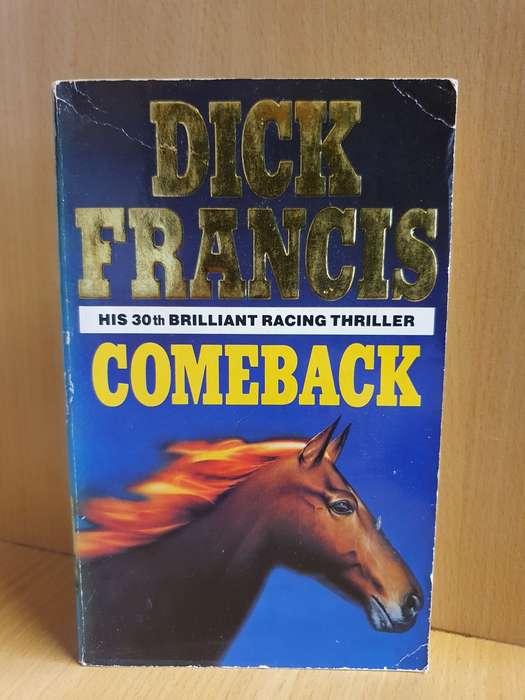 DICK
FRANCIS
HIS 30th BRILLIANT RACING THRILLER
COMEBACK